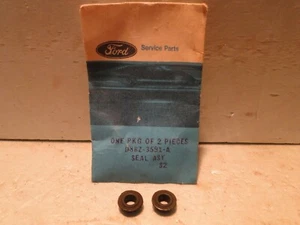 Ford
Service Parts
ONE PKG OF 2 PIECES
SEAL ASY